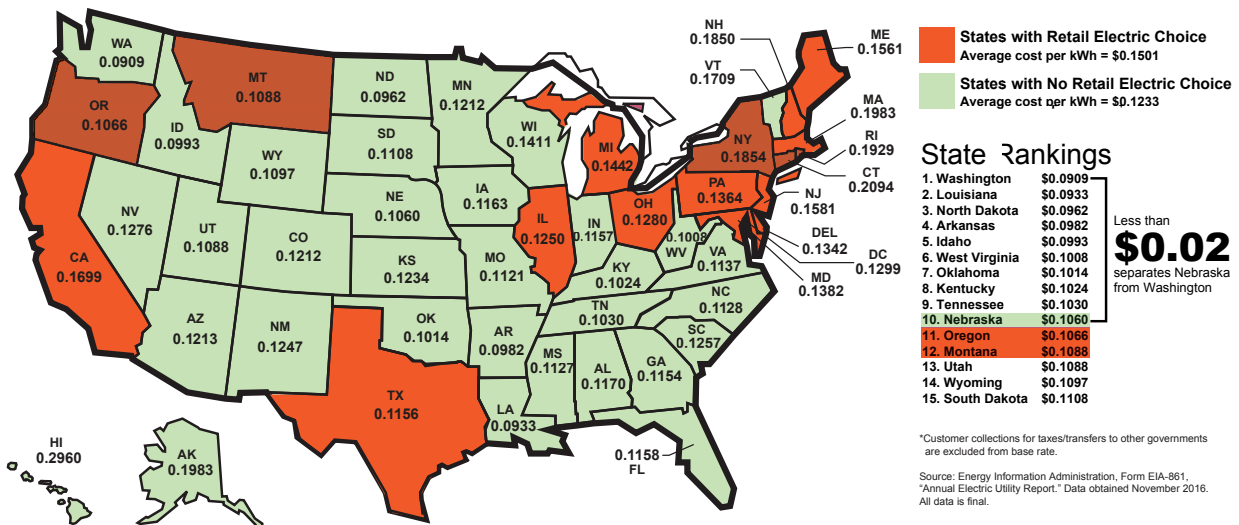 WA
0.0909
OR
0.1066
CA
0.1699
NV
0.1276
ID
0.0993
MT
0.1088
WY
0.1097
UT
0.1088
AZ
0.1213
CO
0.1212
NM
0.1247
ND
0.0962
SD
0.1108
NE
0.1060
KS
0.1234
OK
0.1014
TX
0.1156
MN
0.1212
IA
0.1163
MO
0.1121
AR
0.0982
LA
0.0933
WI
0.1411
IL
0.1250
MI
0.1442
IN
0.1157
OH
0.1280
KY
0.1024
TN
0.1030
MS
0.1127
AL
0.1170
GA
0.1154
0.1158
FL
SC
0.1257
NC
0.1128
VA
0.1137
0.1008
WV
PA
0.1364
NY
0.1854
VT
0.1709
NH
0.1850
ME
0.1561
MA
0.1983
RI
0.1929
CT
0.2094
NJ
0.1581
DEL
0.1342
DC
0.1299
MD
0.1382
HI
0.2960
AK
0.1983
States with Retail Electric Choice
Average cost per kWh = $0.1501
States with No Retail Electric Choice
Average cost per kWh = $0.1233
State Rankings
1. Washington $0.0909
2. Louisiana $0.0933
3. North Dakota $0.0962
4. Arkansas $0.0982
5. Idaho $0.0993
6. West Virginia $0.1008
7. Oklahoma $0.1014
8. Kentucky $0.1024
9. Tennessee $0.1030
10. Nebraska $0.1060
11. Oregon $0.1066
12. Montana $0.1088
13. Utah $0.1088
14. Wyoming $0.1097
15. South Dakota $0.1108
Less than
$0.02
separates Nebraska
from Washington
*Customer collections for taxes/transfers to other governments
are excluded from base rate.
Source: Energy Information Administration, Form EIA-861,
“Annual Electric Utility Report.” Data obtained November 2016.
All data is final.